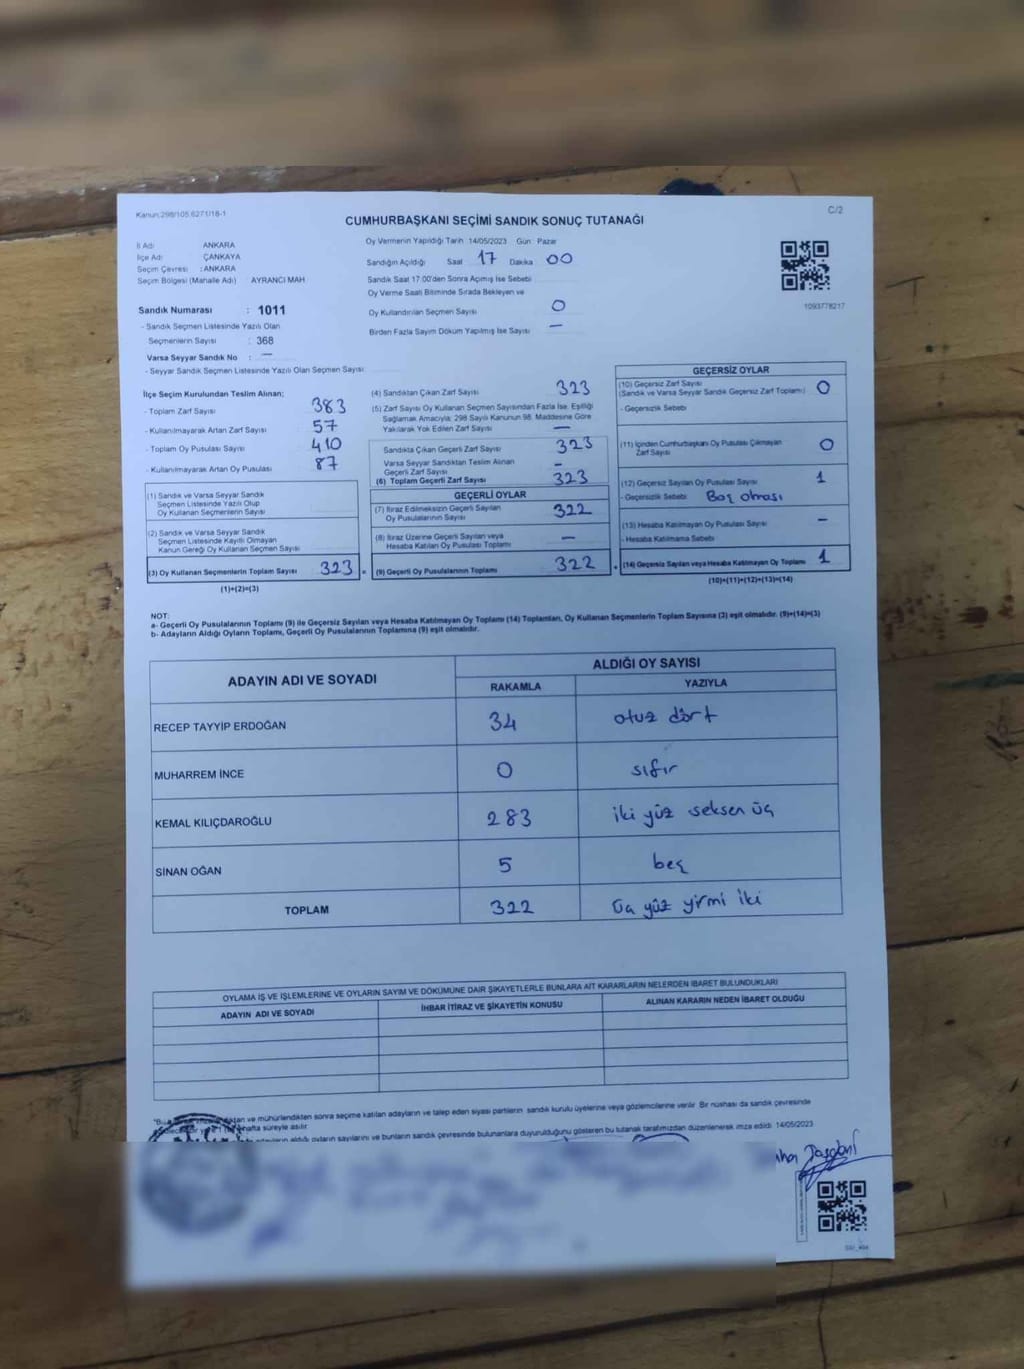 Kanun:298/105,6271/18-1
C/2
CUMHURBAŞKANI SEÇİMİ SANDIK SONUÇ TUTANAĞI
İl Adı : ANKARA
İlçe Adı : ÇANKAYA
Seçim Çevresi : ANKARA
Seçim Bölgesi (Mahalle Adı) AYRANCI MAH
Oy Vermenin Yapıldığı Tarih :14/05/2023 Gün : Pazar
Sandığın Açıldığı Saat 17 Dakika 00
Sandık Saat 17:00'den Sonra Açımış İse Sebebi
Oy Verme Saati Bitiminde Sırada Bekleyen ve
Oy Kullandırılan Seçmen Sayısı 0
Birden Fazla Sayım Döküm Yapılmış İse Sayısı —
1093778217
Sandık Numarası : 1011
- Sandık Seçmen Listesinde Yazılı Olan
Seçmenlerin Sayısı : 368
Varsa Seyyar Sandık No : —
- Seyyar Sandık Seçmen Listesinde Yazılı Olan Seçmen Sayısı
İlçe Seçim Kurulundan Teslim Alınan;
- Toplam Zarf Sayısı 383
- Kullanılmayarak Artan Zarf Sayısı 57
- Toplam Oy Pusulası Sayısı 410
- Kullanılmayarak Artan Oy Pusulası 87
(1) Sandık ve Varsa Seyyar Sandık
Seçmen Listesinde Yazılı Olup
Oy Kullanan Seçmenlerin Sayısı
(2) Sandık ve Varsa Seyyar Sandık
Seçmen Listesinde Kayıtlı Olmayan
Kanun Gereği Oy Kullanan Seçmen Sayısı
(3) Oy Kullanan Seçmenlerin Toplam Sayısı 323 =
(1)+(2)=(3)
(4) Sandıktan Çıkan Zarf Sayısı 323
(5) Zarf Sayısı Oy Kullanan Seçmen Sayısından Fazla İse, Eşitliği
Sağlamak Amacıyla; 298 Sayılı Kanunun 98. Maddesine Göre
Yakılarak Yok Edilen Zarf Sayısı —
Sandıkta Çıkan Geçerli Zarf Sayısı 323
Varsa Seyyar Sandıktan Teslim Alınan
Geçerli Zarf Sayısı –
(6) Toplam Geçerli Zarf Sayısı 323
GEÇERLİ OYLAR
(7) İtiraz Edilmeksizin Geçerli Sayılan
Oy Pusulalarının Sayısı 322
(8) İtiraz Üzerine Geçerli Sayılan veya
Hesaba Katılan Oy Pusulası Toplamı —
(9) Geçerli Oy Pusulalarının Toplamı 322 +
GEÇERSİZ OYLAR
(10) Geçersiz Zarf Sayısı 0
(Sandık ve Varsa Seyyar Sandık Geçersiz Zarf Toplamı)
- Geçersizlik Sebebi
(11) İçinden Cumhurbaşkanı Oy Pusulası Çıkmayan
Zarf Sayısı 0
(12) Geçersiz Sayılan Oy Pusulası Sayısı 1
- Geçersizlik Sebebi Boş olması
(13) Hesaba Katılmayan Oy Pusulası Sayısı –
- Hesaba Katılmama Sebebi
(14) Geçersiz Sayılan veya Hesaba Katılmayan Oy Toplamı 1
(10)+(11)+(12)+(13)=(14)
NOT:
a- Geçerli Oy Pusulalarının Toplamı (9) ile Geçersiz Sayılan veya Hesaba Katılmayan Oy Toplamı (14) Toplamları, Oy Kullanan Seçmenlerin Toplam Sayısına (3) eşit olmalıdır. (9)+(14)=(3)
b- Adayların Aldığı Oyların Toplamı, Geçerli Oy Pusulalarının Toplamına (9) eşit olmalıdır.
ADAYIN ADI VE SOYADI
ALDIĞI OY SAYISI
RAKAMLA YAZIYLA
RECEP TAYYİP ERDOĞAN 34 otuz dört
MUHARREM İNCE 0 sıfır
KEMAL KILIÇDAROĞLU 283 iki yüz seksen üç
SİNAN OĞAN 5 beş
TOPLAM 322 Üç yüz yirmi iki
OYLAMA İŞ VE İŞLEMLERİNE VE OYLARIN SAYIM VE DÖKÜMÜNE DAİR ŞİKAYETLERLE BUNLARA AİT KARARLARIN NELERDEN İBARET BULUNDUKLARI
ADAYIN ADI VE SOYADI İHBAR İTİRAZ VE ŞİKAYETİN KONUSU ALINAN KARARIN NEDEN İBARET OLDUĞU
ve mühürlendikten sonra seçime katılan adayların ve talep eden siyasi partilerin sandık kurulu üyelerine veya gözlemcilerine verilir. Bir nüshası da sandık çevresinde
hafta süreyle asılır.
aldığı oyların sayılarını ve bunların sandık çevresinde bulunanlara duyurulduğunu gösteren bu tutanak tarafımızdan düzenlenerek imza edildi. 14/05/2023